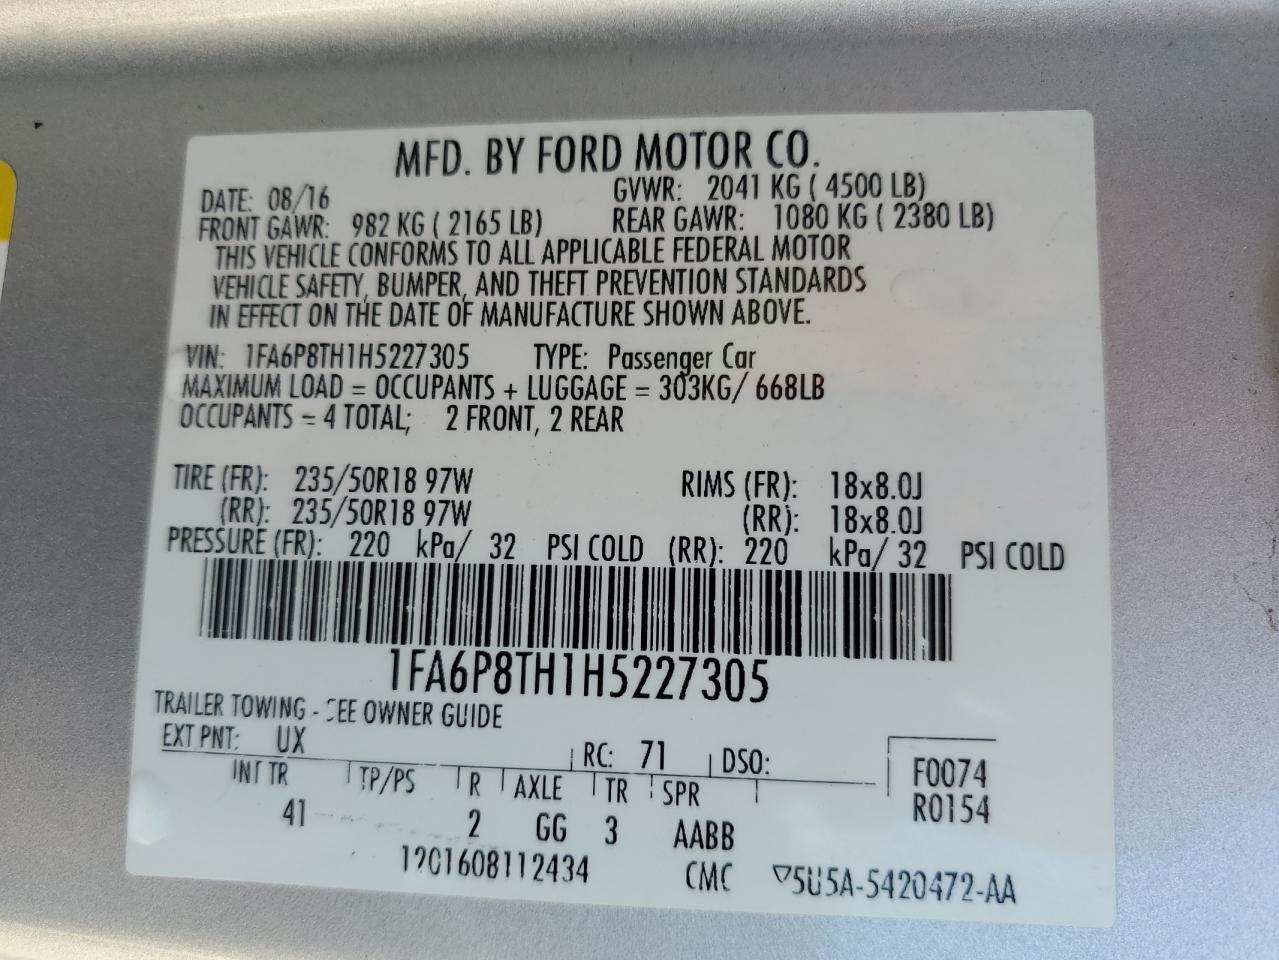 MFD. BY FORD MOTOR CO.
DATE: 08/16 GVWR: 2041 KG ( 4500 LB)
FRONT GAWR: 982 KG ( 2165 LB) REAR GAWR: 1080 KG ( 2380 LB)
THIS VEHICLE CONFORMS TO ALL APPLICABLE FEDERAL MOTOR
VEHICLE SAFETY, BUMPER, AND THEFT PREVENTION STANDARDS
IN EFFECT ON THE DATE OF MANUFACTURE SHOWN ABOVE.
VIN: 1FA6P8TH1H5227305 TYPE: Passenger Car
MAXIMUM LOAD = OCCUPANTS + LUGGAGE = 303KG/ 668LB
OCCUPANTS = 4 TOTAL; 2 FRONT, 2 REAR
TIRE (FR): 235/50R18 97W RIMS (FR): 18x8.0J
(RR): 235/50R18 97W (RR): 18x8.0J
PRESSURE (FR): 220 kPa/ 32 PSI COLD (RR): 220 kPa/ 32 PSI COLD
1FA6P8TH1H5227305
TRAILER TOWING - SEE OWNER GUIDE
EXT PNT: UX RC: 71 DSO:
INT TR TP/PS R AXLE TR SPR
F0074
R0154
41 2 GG 3 AABB
CMC 5U5A-5420472-AA